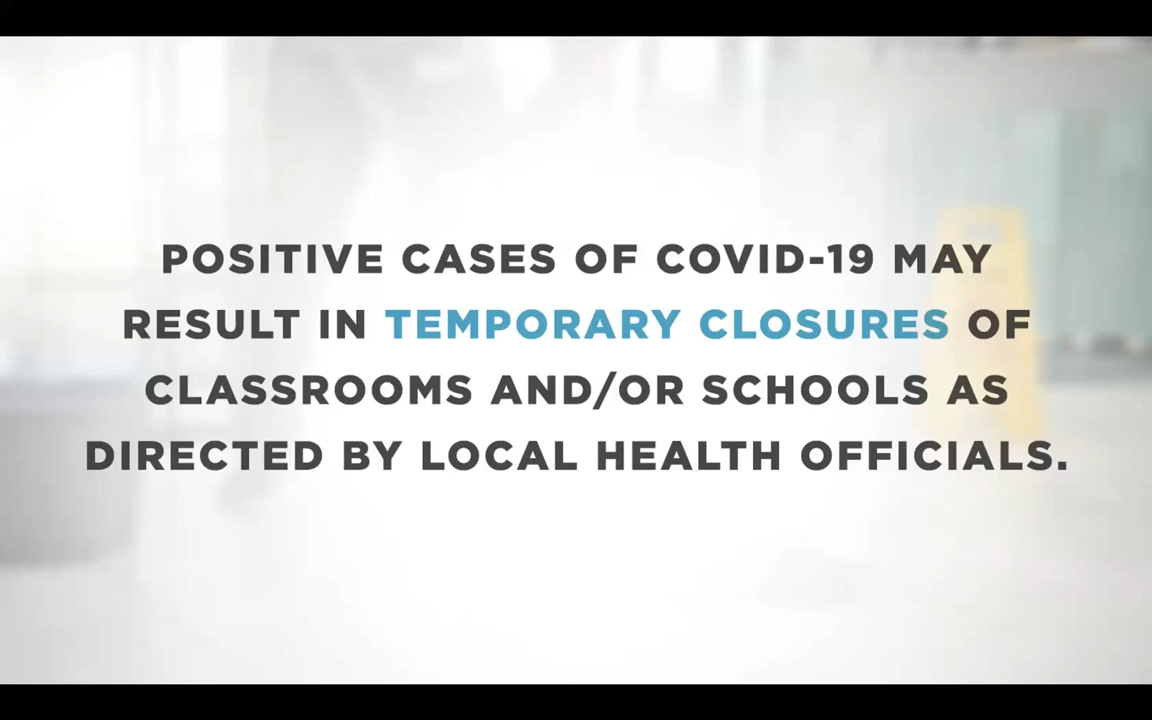 POSITIVE CASES OF COVID-19 MAY
RESULT IN TEMPORARY CLOSURES OF
CLASSROOMS AND/OR SCHOOLS AS
DIRECTED BY LOCAL HEALTH OFFICIALS.